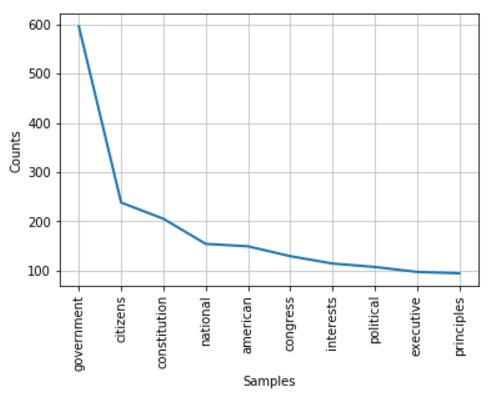 600
500
400
300
200
100
Counts
government
citizens
constitution
national
american
congress
interests
political
executive
principles
Samples